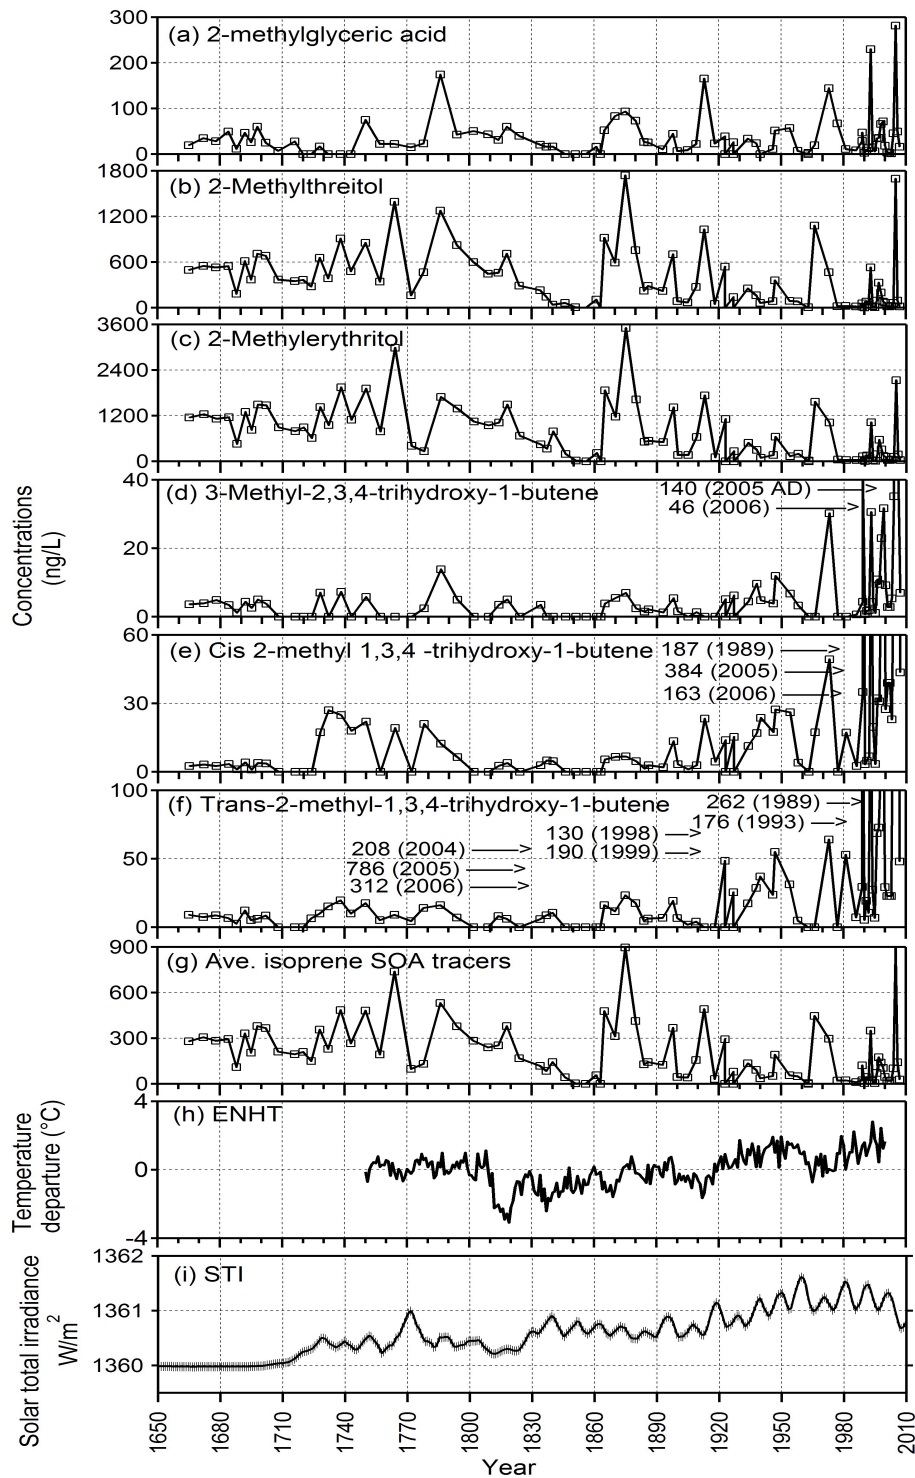 300
(a) 2-methylglyceric acid
200
100
0
1800
(b) 2-Methylthreitol
1200
600
0
3600
(c) 2-Methylerythritol
2400
1200
0
40
(d) 3-Methyl-2,3,4-trihydroxy-1-butene
140 (2005 AD)
46 (2006)
20
0
60
(e) Cis 2-methyl 1,3,4 -trihydroxy-1-butene
187 (1989)
384 (2005)
163 (2006)
30
0
100
(f) Trans-2-methyl-1,3,4-trihydroxy-1-butene
262 (1989)
176 (1993)
130 (1998)
190 (1999)
208 (2004)
786 (2005)
312 (2006)
50
0
900
(g) Ave. isoprene SOA tracers
600
300
0
Concentrations
(ng/L)
4
(h) ENHT
0
-4
Temperature
departure (°C)
1362
(i) STI
1361
1360
Solar total irradiance
W/m2
1650 1680 1710 1740 1770 1800 1830 1860 1890 1920 1950 1980 2010
Year